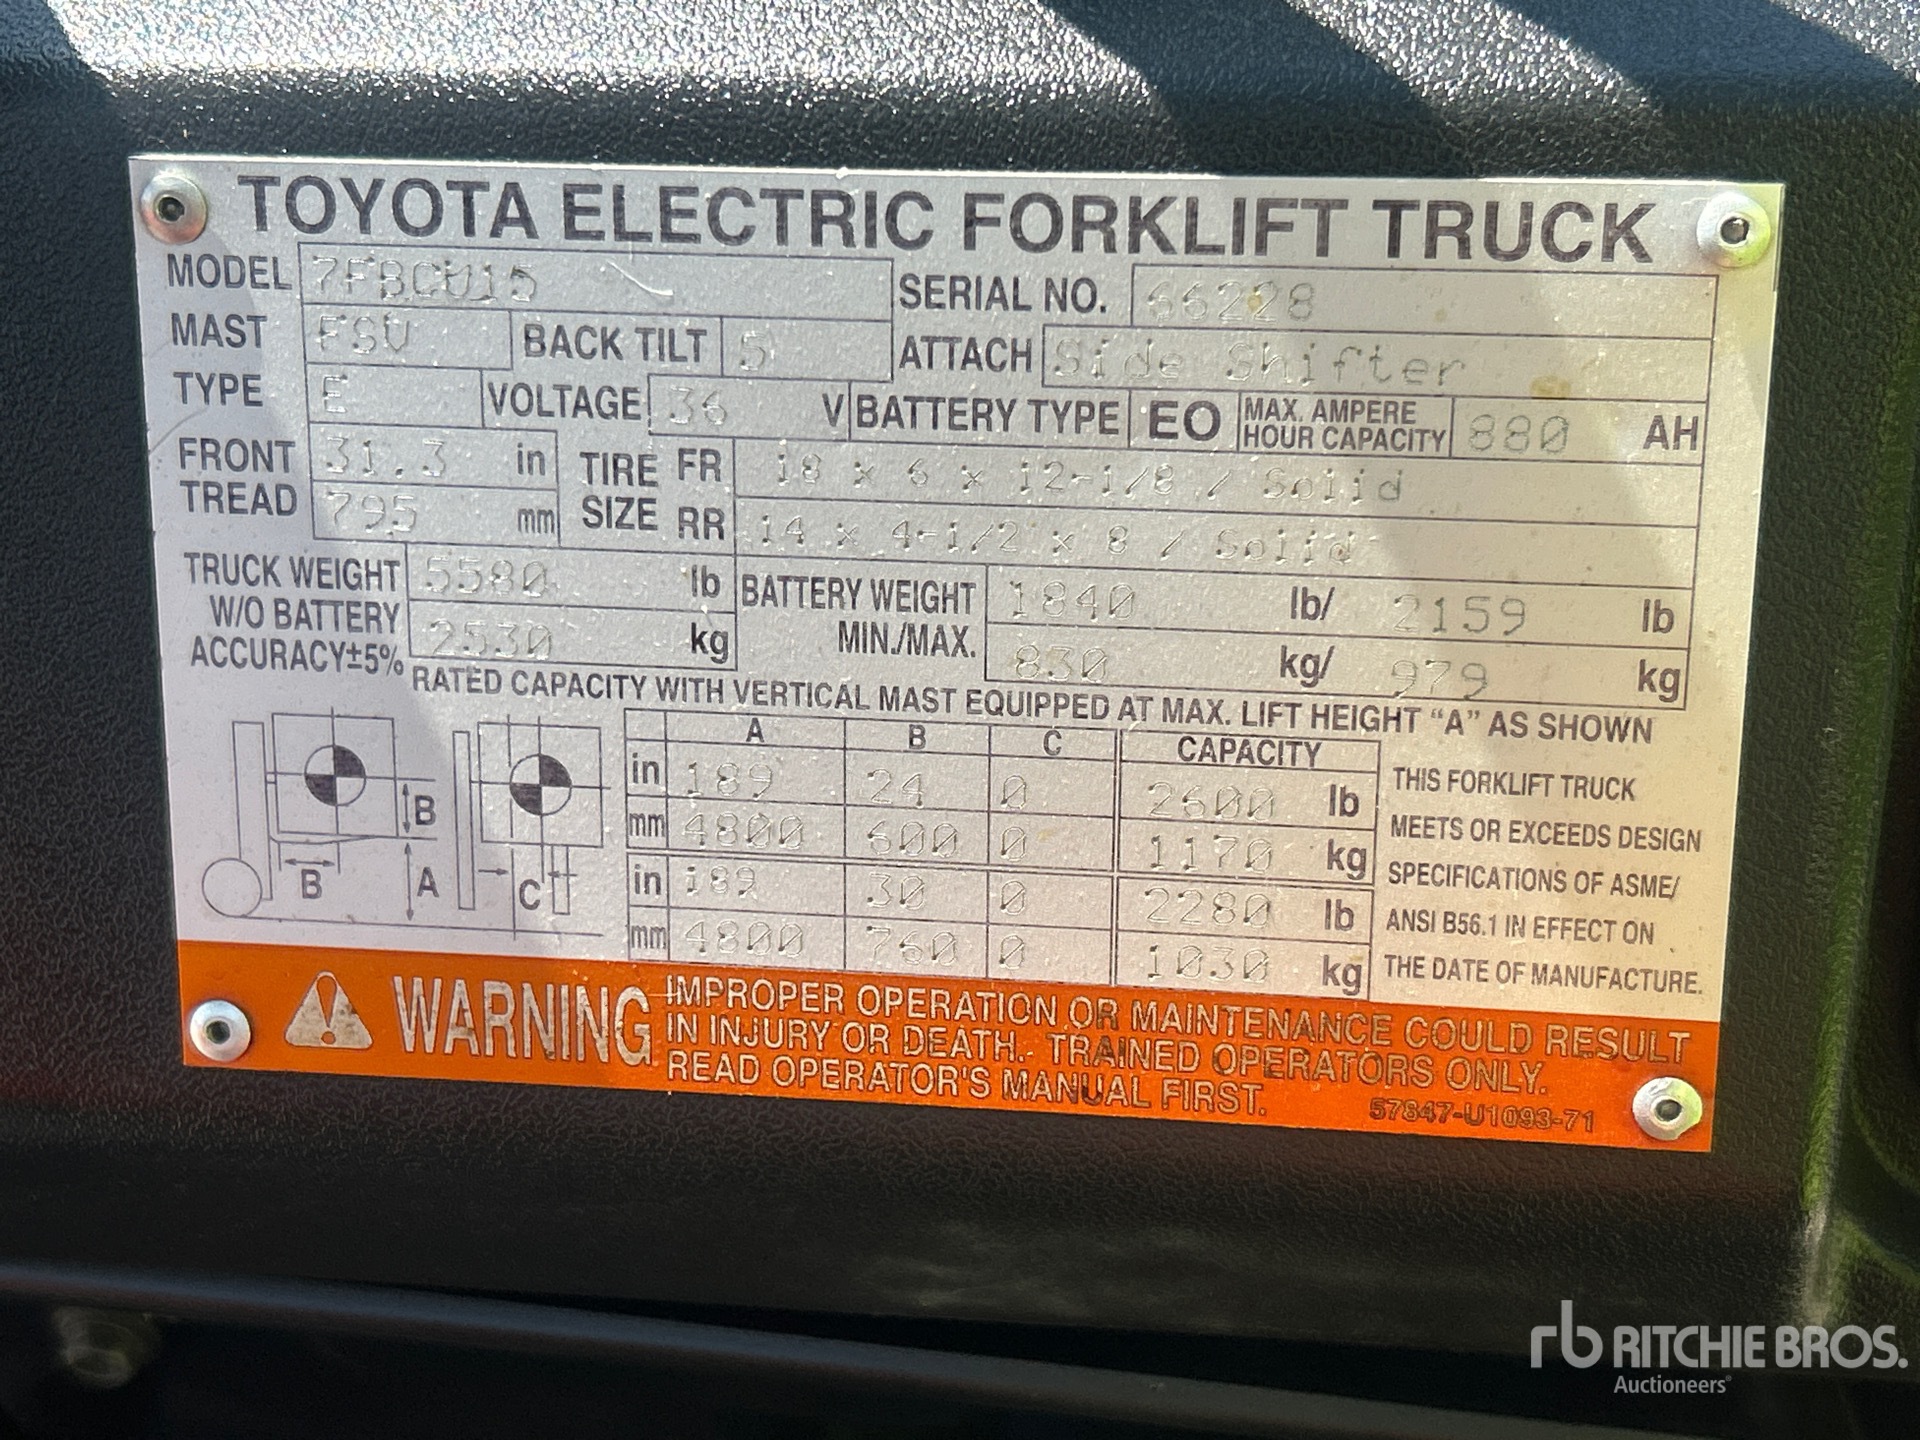 TOYOTA ELECTRIC FORKLIFT TRUCK
MODEL 7FBCU15 SERIAL NO. 66228
MAST FSV BACK TILT 5 ATTACH Side Shifter
TYPE E VOLTAGE 36 V BATTERY TYPE EO MAX. AMPERE HOUR CAPACITY 880 AH
FRONT TREAD 31.3 in TIRE SIZE FR 18 x 6 x 12-1/8 / Solid
795 mm RR 14 x 4-1/2 x 8 / Solid
TRUCK WEIGHT W/O BATTERY ACCURACY±5% 5580 lb BATTERY WEIGHT MIN./MAX. 1840 lb/ 2159 lb
2530 kg 830 kg/ 979 kg
RATED CAPACITY WITH VERTICAL MAST EQUIPPED AT MAX. LIFT HEIGHT "A" AS SHOWN
A B C CAPACITY
in 189 24 0 2600 lb
mm 4800 600 0 1170 kg
in 189 30 0 2280 lb
mm 4800 760 0 1030 kg
B
B A C
THIS FORKLIFT TRUCK
MEETS OR EXCEEDS DESIGN
SPECIFICATIONS OF ASME/
ANSI B56.1 IN EFFECT ON
THE DATE OF MANUFACTURE.
WARNING
IMPROPER OPERATION OR MAINTENANCE COULD RESULT
IN INJURY OR DEATH. TRAINED OPERATORS ONLY.
READ OPERATOR'S MANUAL FIRST.
57847-U1093-71
rb RITCHIE BROS.
Auctioneers